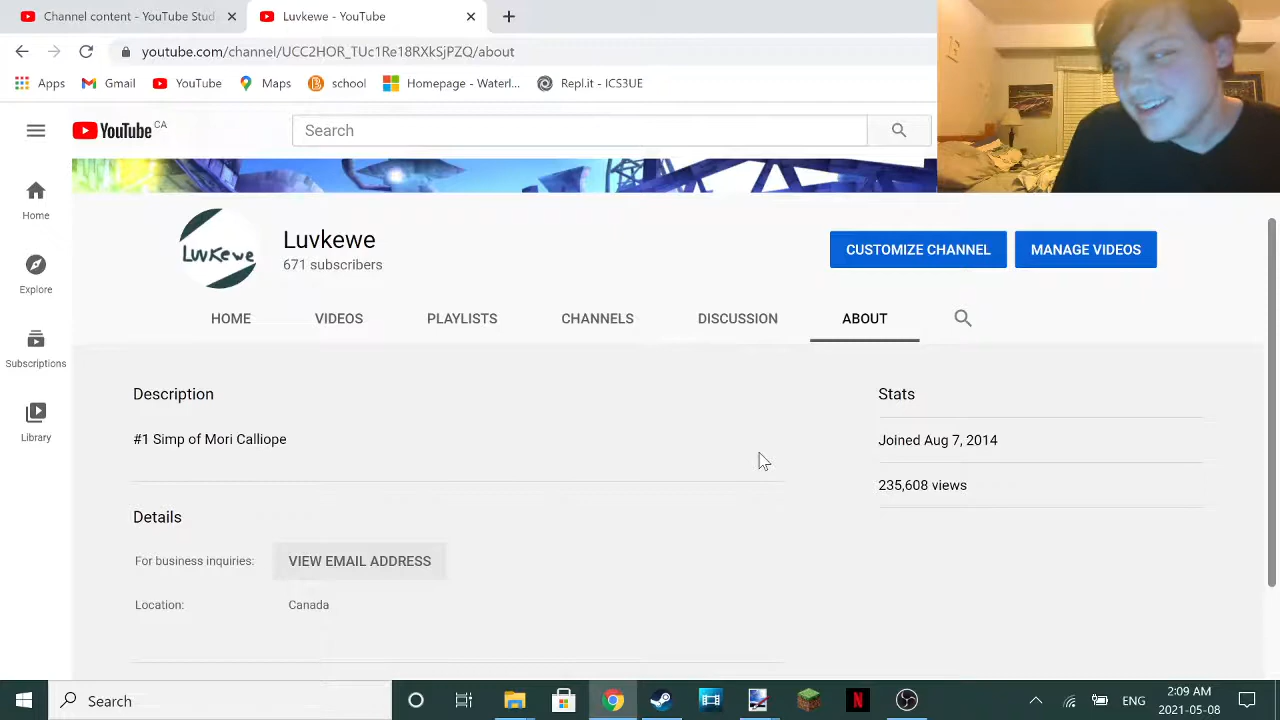 Channel content - YouTube Stud
Luvkewe - YouTube
youtube.com/channel/UCC2HOR_TUc1Re18RXkSjPZQ/about
Apps
Gmail
YouTube
Maps
school
Homepage - Waterl...
Repl.it - ICS3UE
YouTube CA
Search
Home
Explore
Subscriptions
Library
Luvkewe
Luvkewe
671 subscribers
CUSTOMIZE CHANNEL
MANAGE VIDEOS
HOME
VIDEOS
PLAYLISTS
CHANNELS
DISCUSSION
ABOUT
Description
#1 Simp of Mori Calliope
Details
For business inquiries:
VIEW EMAIL ADDRESS
Location:
Canada
Stats
Joined Aug 7, 2014
235,608 views
Search
ENG
2:09 AM
2021-05-08